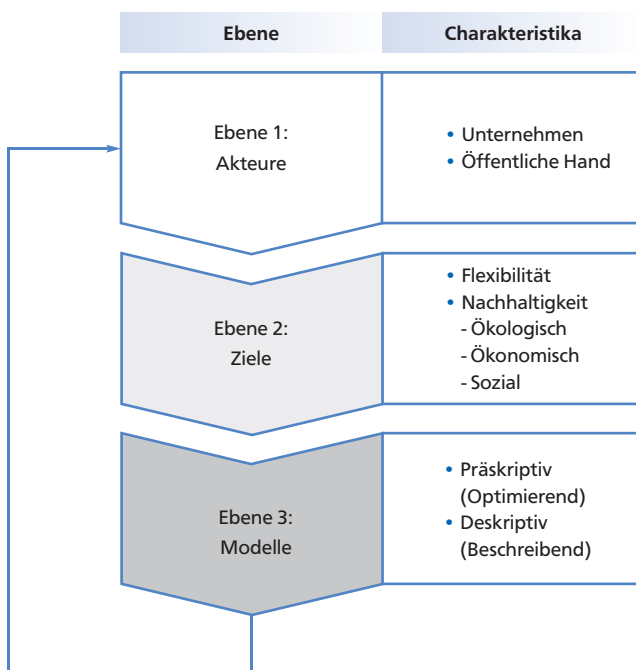 Ebene
Charakteristika
Ebene 1:
Akteure
• Unternehmen
• Öffentliche Hand
Ebene 2:
Ziele
• Flexibilität
• Nachhaltigkeit
- Ökologisch
- Ökonomisch
- Sozial
Ebene 3:
Modelle
• Präskriptiv
(Optimierend)
• Deskriptiv
(Beschreibend)